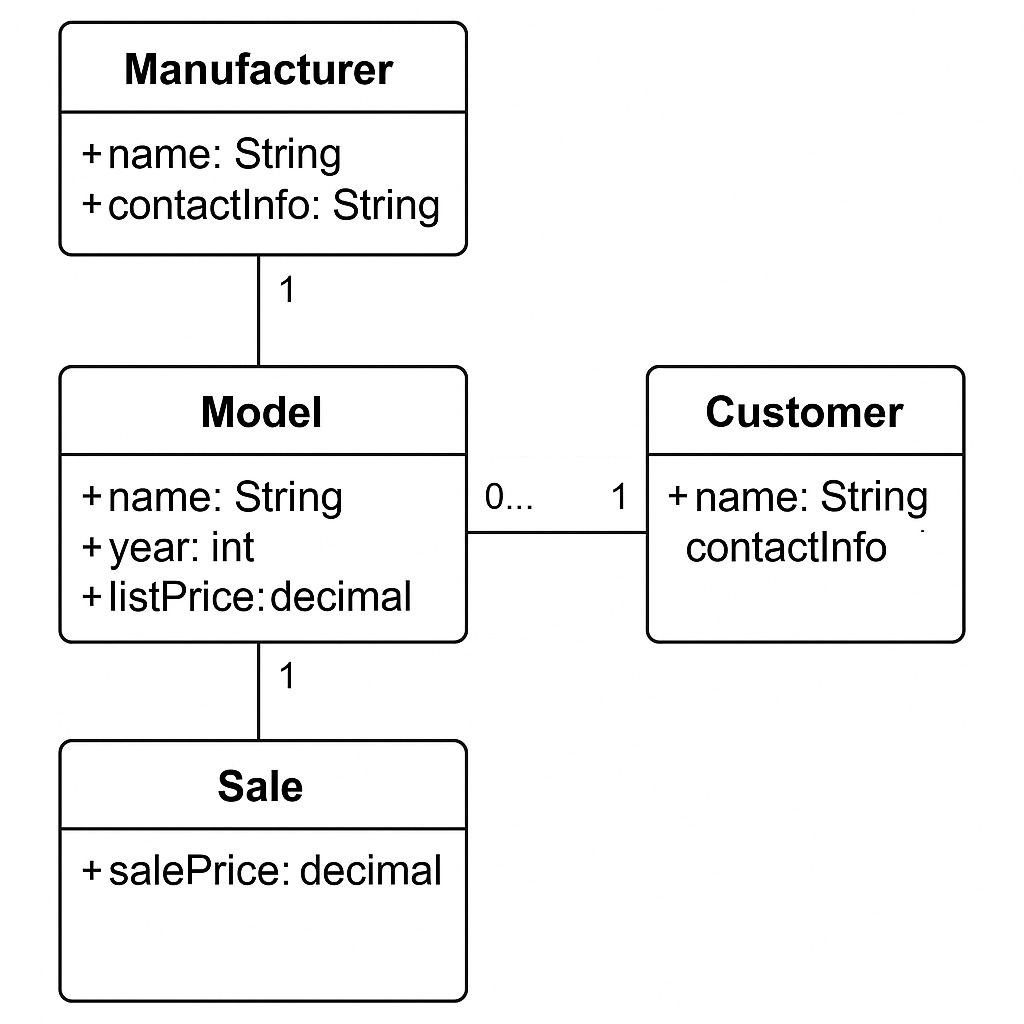 Manufacturer
+ name: String
+ contactInfo: String
1
Model
+ name: String
+ year: int
+ listPrice: decimal
0...
1
Customer
+ name: String
contactInfo
1
Sale
+ salePrice: decimal